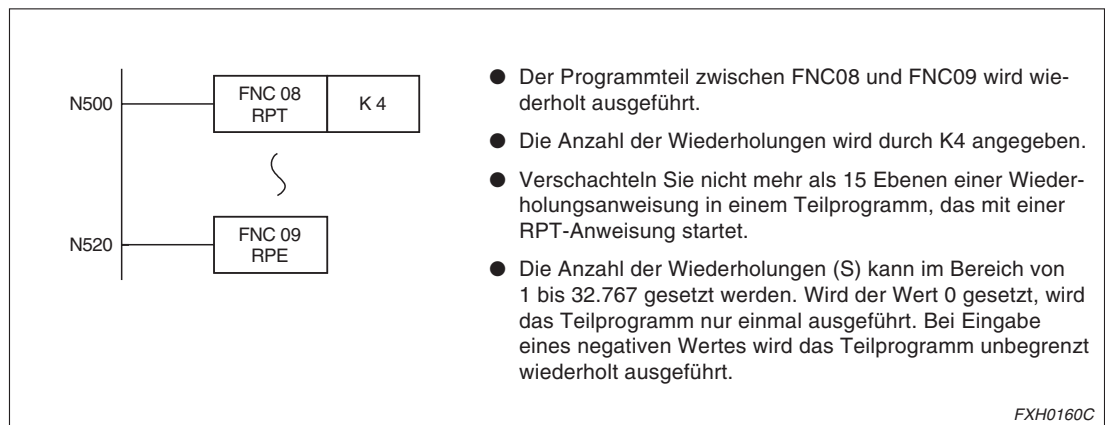 N500
FNC 08
RPT
K 4
N520
FNC 09
RPE
● Der Programmteil zwischen FNC08 und FNC09 wird wie-
derholt ausgeführt.
● Die Anzahl der Wiederholungen wird durch K4 angegeben.
● Verschachteln Sie nicht mehr als 15 Ebenen einer Wieder-
holungsanweisung in einem Teilprogramm, das mit einer
RPT-Anweisung startet.
● Die Anzahl der Wiederholungen (S) kann im Bereich von
1 bis 32.767 gesetzt werden. Wird der Wert 0 gesetzt, wird
das Teilprogramm nur einmal ausgeführt. Bei Eingabe
eines negativen Wertes wird das Teilprogramm unbegrenzt
wiederholt ausgeführt.
FXH0160C